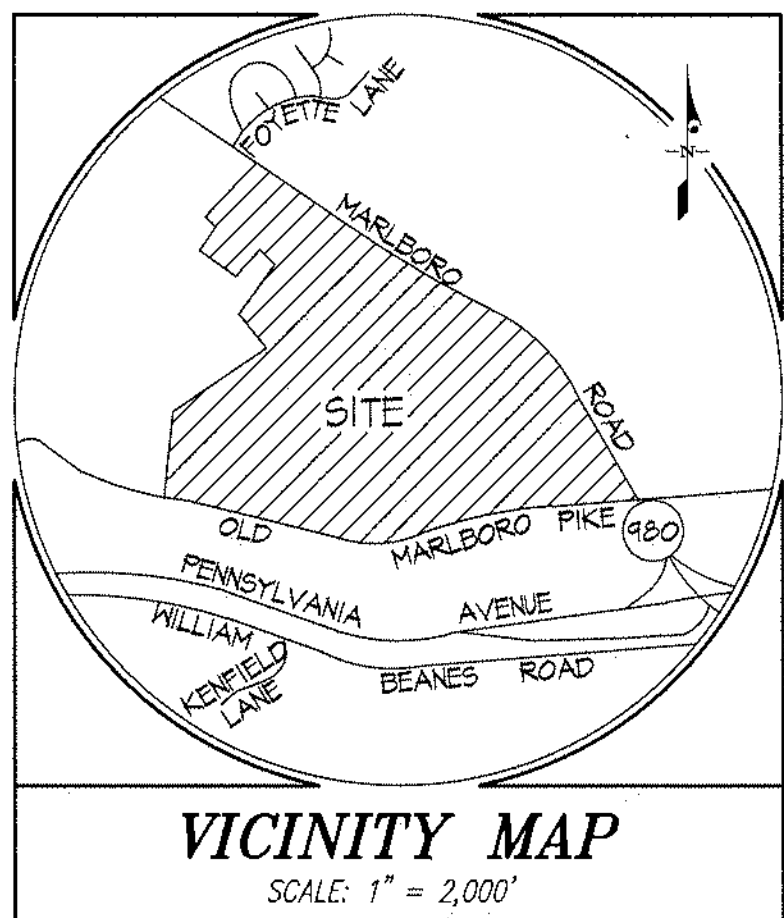 FOYETTE LANE
N
MARLBORO ROAD
SITE
OLD MARLBORO PIKE
980
PENNSYLVANIA AVENUE
WILLIAM BEANES ROAD
KENFIELD
LANE
VICINITY MAP
SCALE: 1" = 2,000'